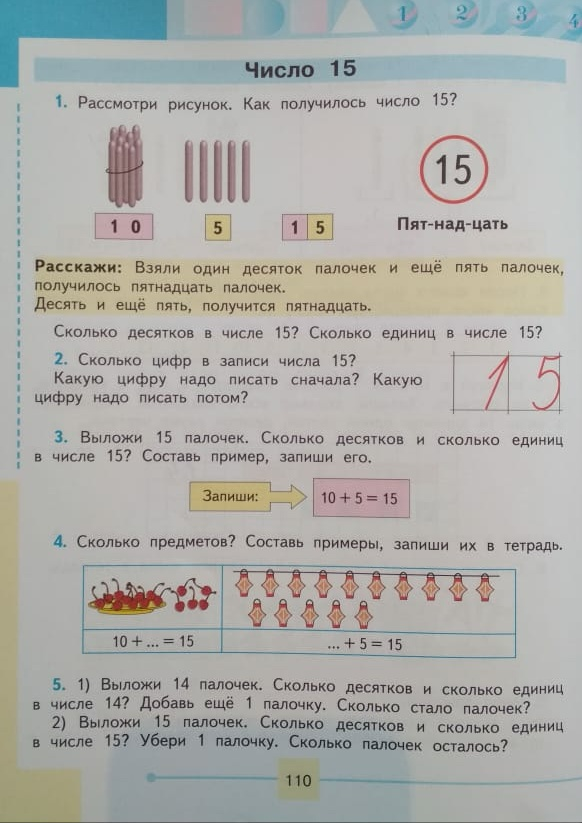 1 2 3 4
Число 15
1. Рассмотри рисунок. Как получилось число 15?
15
1 0 5 1 5 Пят-над-цать
Расскажи: Взяли один десяток палочек и ещё пять палочек,
получилось пятнадцать палочек.
Десять и ещё пять, получится пятнадцать.
Сколько десятков в числе 15? Сколько единиц в числе 15?
2. Сколько цифр в записи числа 15?
Какую цифру надо писать сначала? Какую
цифру надо писать потом?
15
3. Выложи 15 палочек. Сколько десятков и сколько единиц
в числе 15? Составь пример, запиши его.
Запиши: 10 + 5 = 15
4. Сколько предметов? Составь примеры, запиши их в тетрадь.
10 + ... = 15 ... + 5 = 15
5. 1) Выложи 14 палочек. Сколько десятков и сколько единиц
в числе 14? Добавь ещё 1 палочку. Сколько стало палочек?
2) Выложи 15 палочек. Сколько десятков и сколько единиц
в числе 15? Убери 1 палочку. Сколько палочек осталось?
110